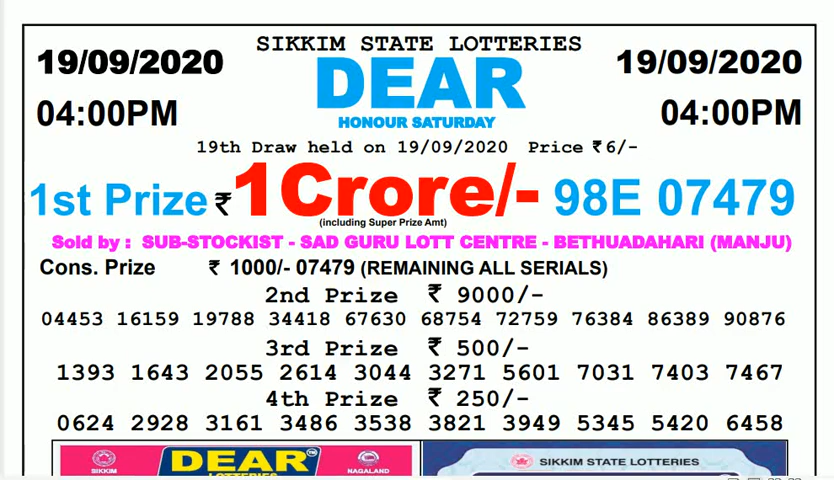 SIKKIM STATE LOTTERIES
19/09/2020 DEAR 19/09/2020
04:00PM HONOUR SATURDAY 04:00PM
19th Draw held on 19/09/2020 Price ₹6/-
1st Prize ₹1Crore/- 98E 07479
(including Super Prize Amt)
Sold by : SUB-STOCKIST - SAD GURU LOTT CENTRE - BETHUADAHARI (MANJU)
Cons. Prize ₹ 1000/- 07479 (REMAINING ALL SERIALS)
2nd Prize ₹ 9000/-
04453 16159 19788 34418 67630 68754 72759 76384 86389 90876
3rd Prize ₹ 500/-
1393 1643 2055 2614 3044 3271 5601 7031 7403 7467
4th Prize ₹ 250/-
0624 2928 3161 3486 3538 3821 3949 5345 5420 6458
SIKKIM DEAR NAGALAND
SIKKIM STATE LOTTERIES